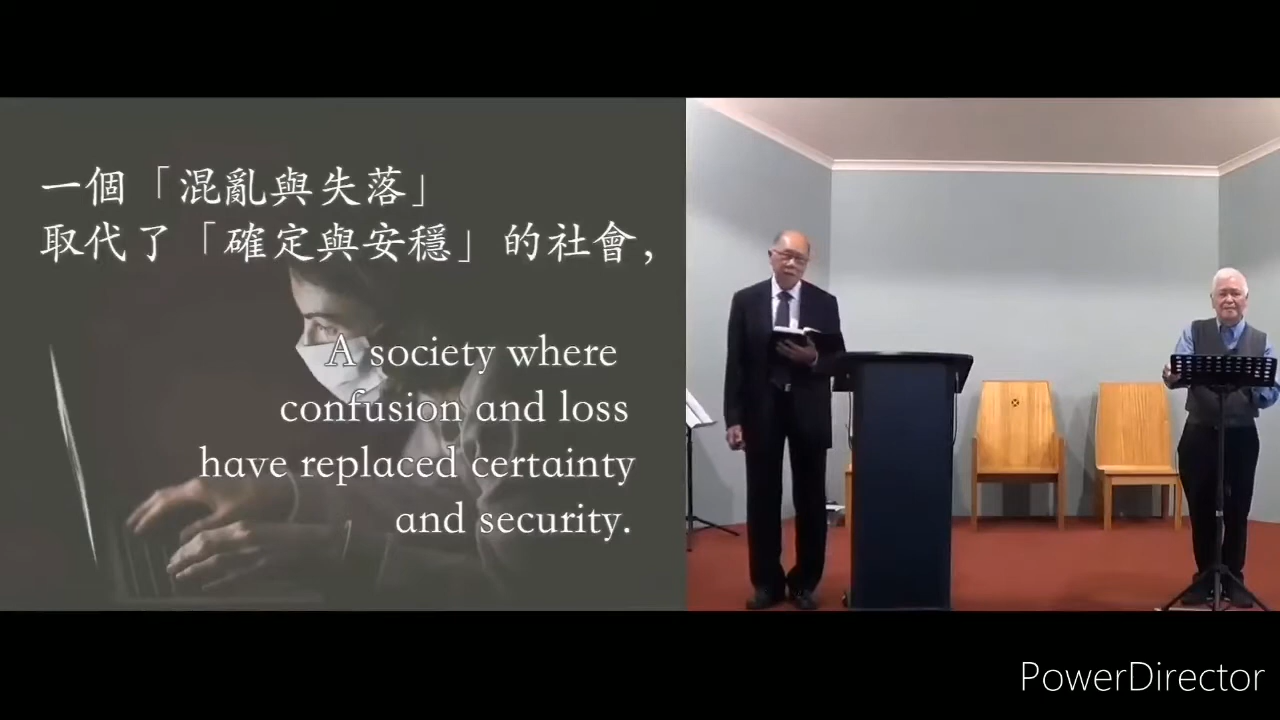 一個「混亂與失落」
取代了「確定與安穩」的社會，
A society where
confusion and loss
have replaced certainty
and security.
PowerDirector